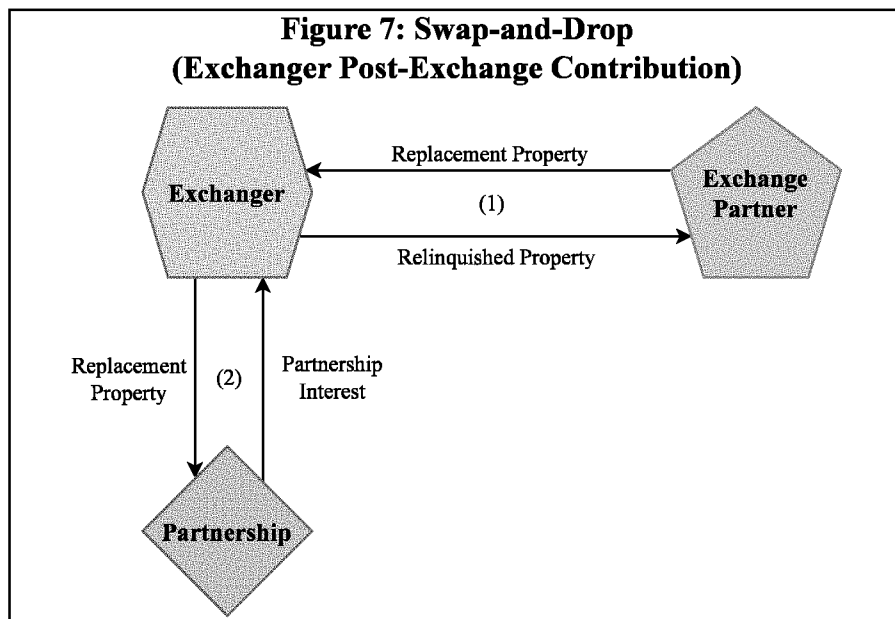 Figure 7: Swap-and-Drop
(Exchanger Post-Exchange Contribution)
Replacement Property
Exchanger
(1)
Exchange
Partner
Relinquished Property
Replacement
Property
(2)
Partnership
Interest
Partnership